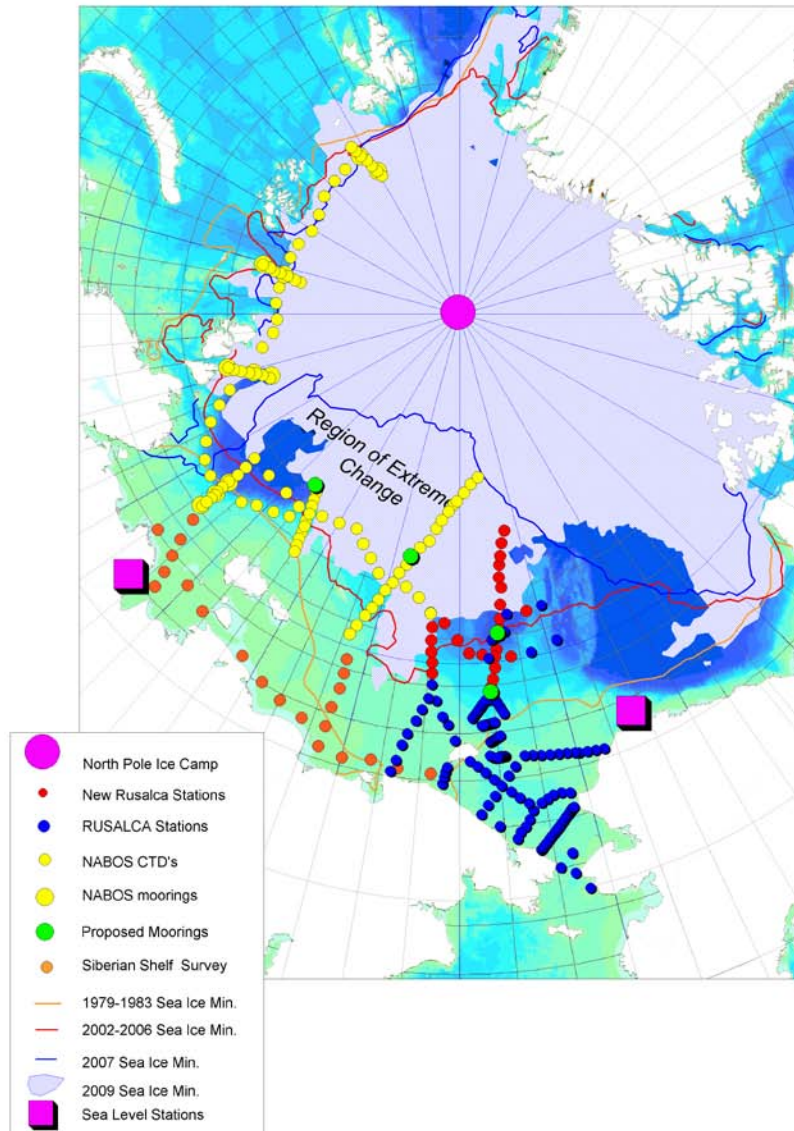 Region of Extreme
Change
North Pole Ice Camp
New Rusalca Stations
RUSALCA Stations
NABOS CTD's
NABOS moorings
Proposed Moorings
Siberian Shelf Survey
1979-1983 Sea Ice Min.
2002-2006 Sea Ice Min.
2007 Sea Ice Min.
2009 Sea Ice Min.
Sea Level Stations